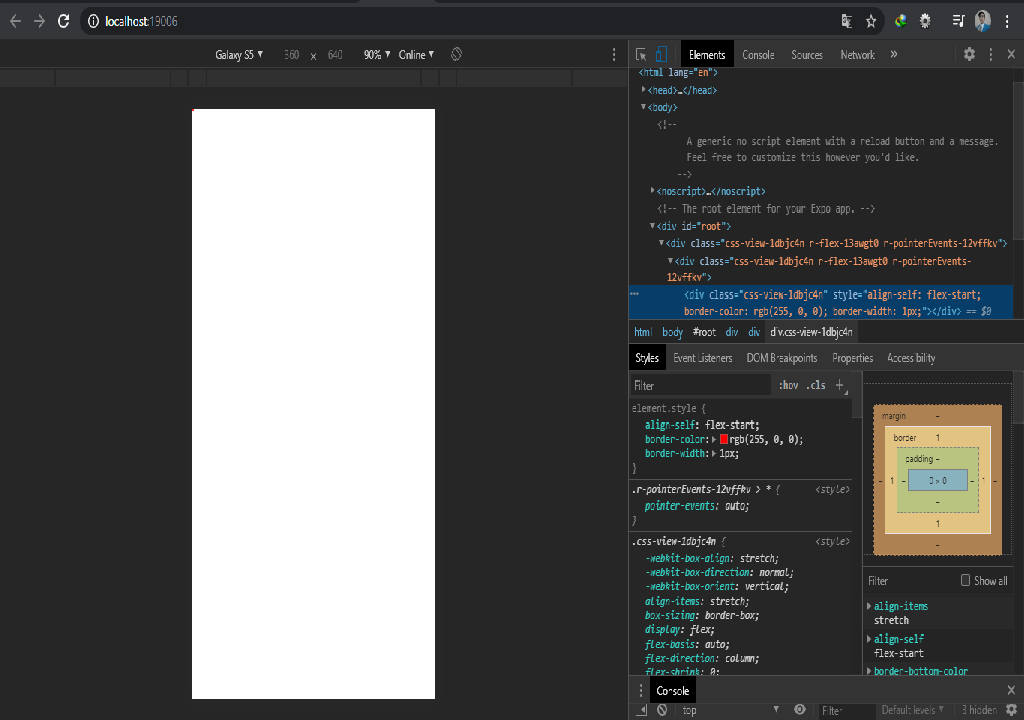 localhost:19006
Galaxy S5 ▼ 360 x 640 90% ▼ Online ▼
Elements Console Sources Network »
<html lang="en">
▶<head>…</head>
▼<body>
<!--
A generic no script element with a reload button and a message.
Feel free to customize this however you'd like.
-->
▶<noscript>…</noscript>
<!-- The root element for your Expo app. -->
▼<div id="root">
▼<div class="css-view-1dbjc4n r-flex-13awgt0 r-pointerEvents-12vffkv">
▼<div class="css-view-1dbjc4n r-flex-13awgt0 r-pointerEvents-
12vffkv">
… <div class="css-view-1dbjc4n" style="align-self: flex-start;
border-color: rgb(255, 0, 0); border-width: 1px;"></div> == $0
html body #root div div div.css-view-1dbjc4n
Styles Event Listeners DOM Breakpoints Properties Accessibility
Filter :hov .cls +
element.style {
align-self: flex-start;
border-color:▶ rgb(255, 0, 0);
border-width:▶ 1px;
}
.r-pointerEvents-12vffkv > * { <style>
pointer-events: auto;
}
.css-view-1dbjc4n { <style>
-webkit-box-align: stretch;
-webkit-box-direction: normal;
-webkit-box-orient: vertical;
align-items: stretch;
box-sizing: border-box;
display: flex;
flex-basis: auto;
flex-direction: column;
flex-shrink: 0;
margin –
border 1
padding –
– 1 – 0 × 0 – 1 –
–
1
–
Filter Show all
▶ align-items
stretch
▶ align-self
flex-start
▶ border-bottom-color
Console
top ▼ Filter Default levels ▼ 3 hidden